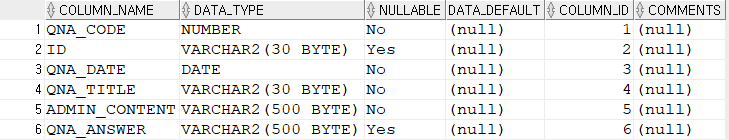 COLUMN_NAME DATA_TYPE NULLABLE DATA_DEFAULT COLUMN_ID COMMENTS
1 QNA_CODE NUMBER No (null) 1 (null)
2 ID VARCHAR2(30 BYTE) Yes (null) 2 (null)
3 QNA_DATE DATE No (null) 3 (null)
4 QNA_TITLE VARCHAR2(30 BYTE) No (null) 4 (null)
5 ADMIN_CONTENT VARCHAR2(500 BYTE) No (null) 5 (null)
6 QNA_ANSWER VARCHAR2(500 BYTE) Yes (null) 6 (null)